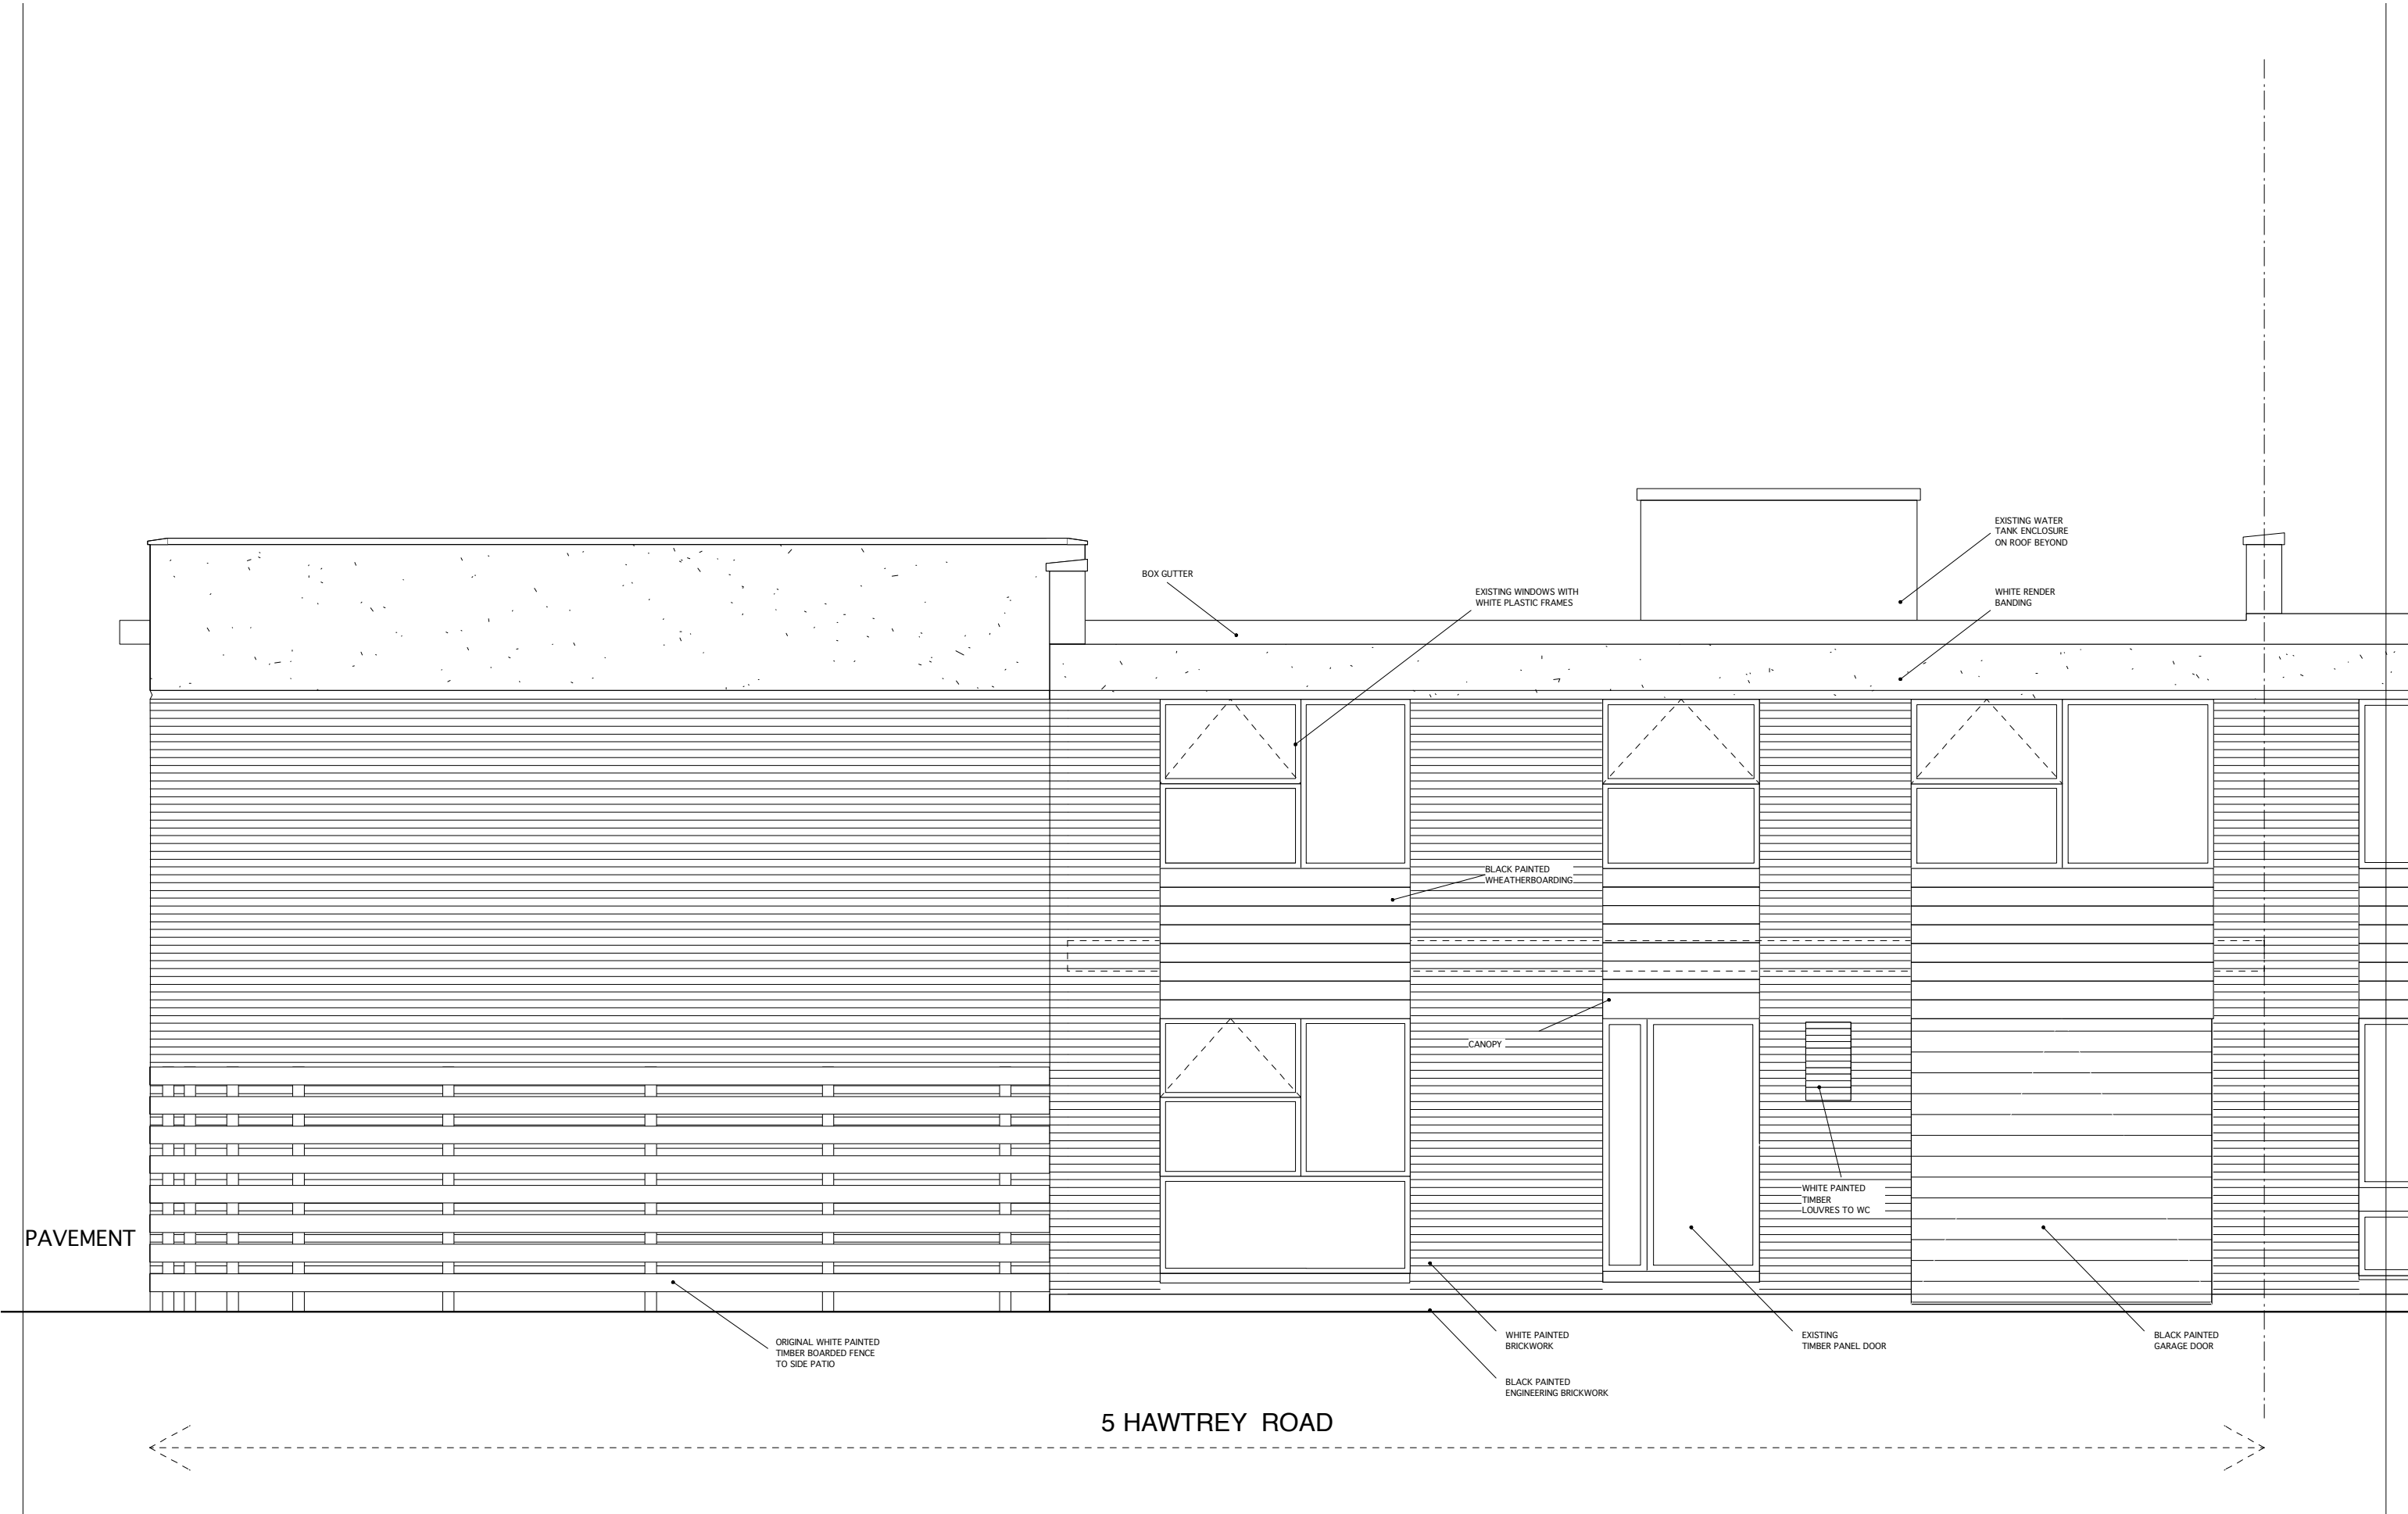 EXISTING WATER
TANK ENCLOSURE
ON ROOF BEYOND
BOX GUTTER
EXISTING WINDOWS WITH
WHITE PLASTIC FRAMES
WHITE RENDER
BANDING
BLACK PAINTED
WHEATHERBOARDING
CANOPY
WHITE PAINTED
TIMBER
LOUVRES TO WC
PAVEMENT
ORIGINAL WHITE PAINTED
TIMBER BOARDED FENCE
TO SIDE PATIO
WHITE PAINTED
BRICKWORK
EXISTING
TIMBER PANEL DOOR
BLACK PAINTED
GARAGE DOOR
BLACK PAINTED
ENGINEERING BRICKWORK
5 HAWTREY  ROAD